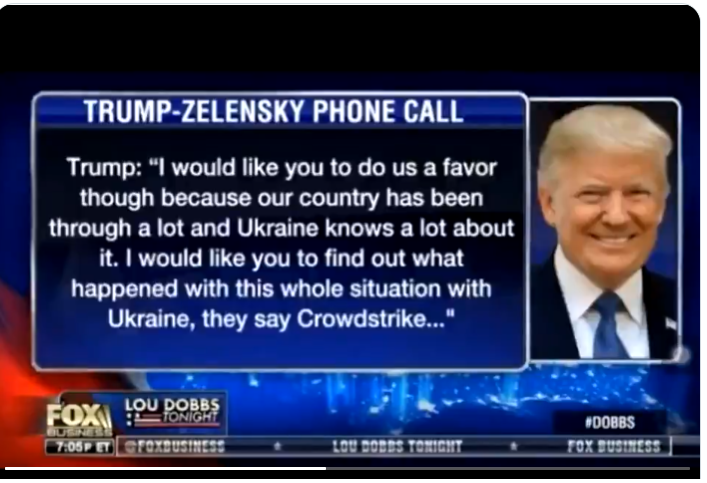 TRUMP-ZELENSKY PHONE CALL
Trump: "I would like you to do us a favor
though because our country has been
through a lot and Ukraine knows a lot about
it. I would like you to find out what
happened with this whole situation with
Ukraine, they say Crowdstrike..."
FOX
BUSINESS
LOU DOBBS
TONIGHT
#DOBBS
7:05P ET
@FOXBUSINESS
LOU DOBBS TONIGHT
FOX BUSINESS